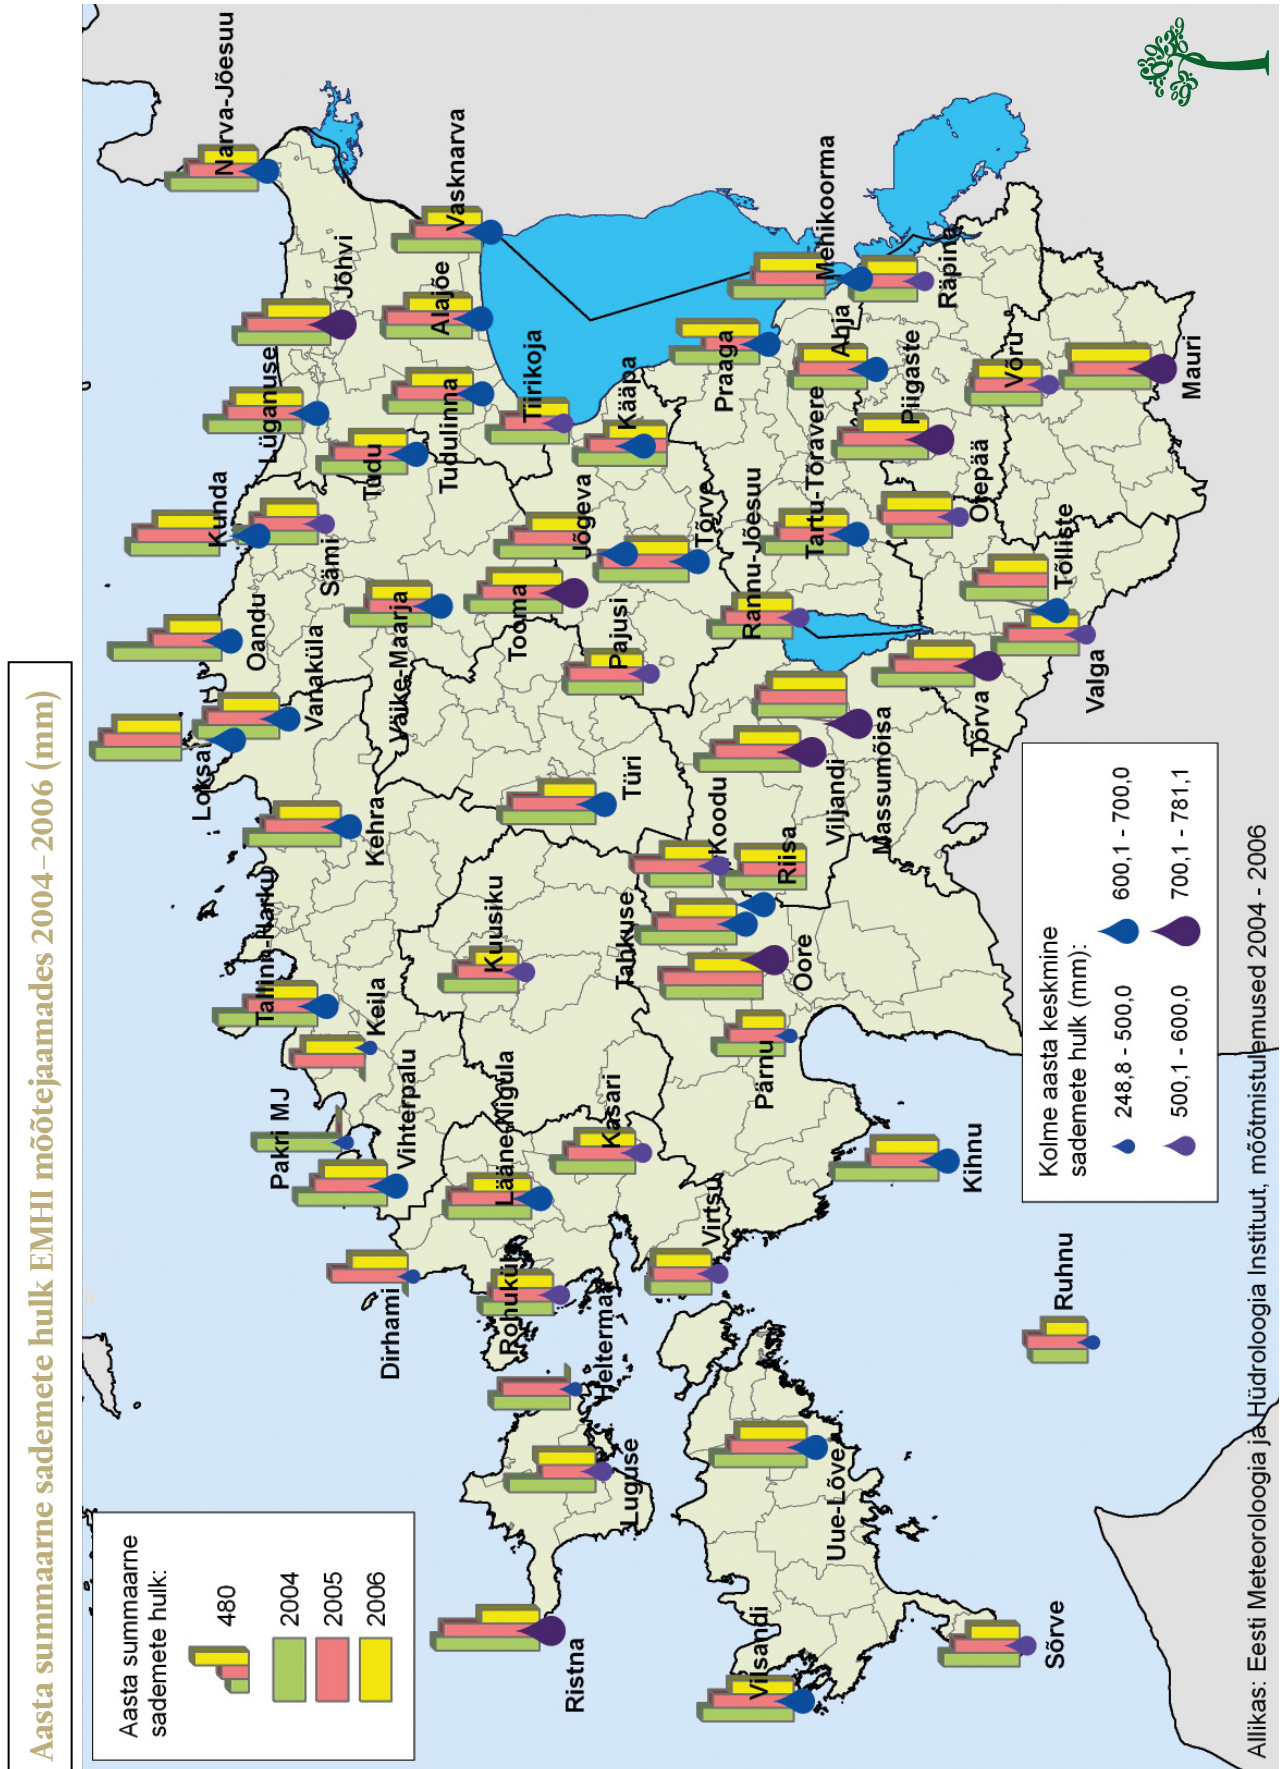 Aasta summaarne sademete hulk EMHI mõõtejaamades 2004–2006 (mm)
Aasta summaarne
sademete hulk:
480
2004
2005
2006
Narva-Jõesuu
Jõhvi
Vasknarva
Alajõe
Lüganuse
Tudulinna
Tudu
Tiirikoja
Kunda
Sämi
Oandu
Vanaküla
Väike-Maarja
Loksa
Kehra
Tallinn-Harku
Keila
Pakri MJ
Vihterpalu
Dirhami
Rohuküla
Lääne-Nigula
Kasari
Kuusiku
Türi
Tooma
Jõgeva
Pajusi
Tõrve
Kääpa
Praaga
Mehikoorma
Räpina
Ahja
Piigaste
Tartu-Tõravere
Rannu-Jõesuu
Otepää
Võru
Mauri
Tõlliste
Valga
Tõrva
Massumõisa
Viljandi
Koodu
Riisa
Tahkuse
Oore
Pärnu
Kihnu
Virtsu
Heltermaa
Luguse
Ristna
Vilsandi
Uue-Lõve
Sõrve
Ruhnu
Kolme aasta keskmine
sademete hulk (mm):
248,8 - 500,0
500,1 - 600,0
600,1 - 700,0
700,1 - 781,1
Allikas: Eesti Meteoroloogia ja Hüdroloogia Instituut, mõõtmistulemused 2004 - 2006